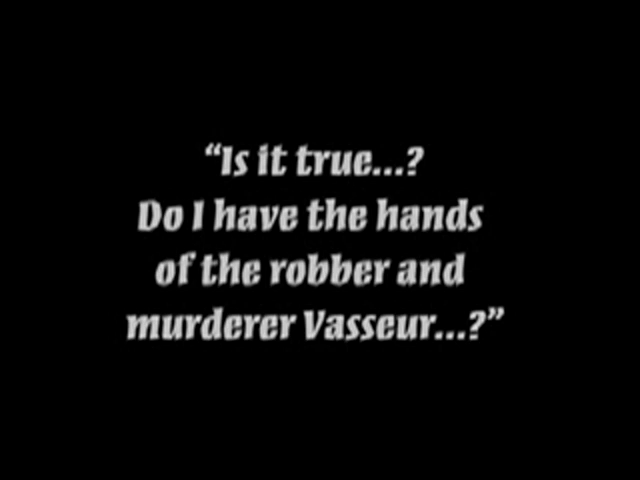 “Is it true...?
Do I have the hands
of the robber and
murderer Vasseur...?”